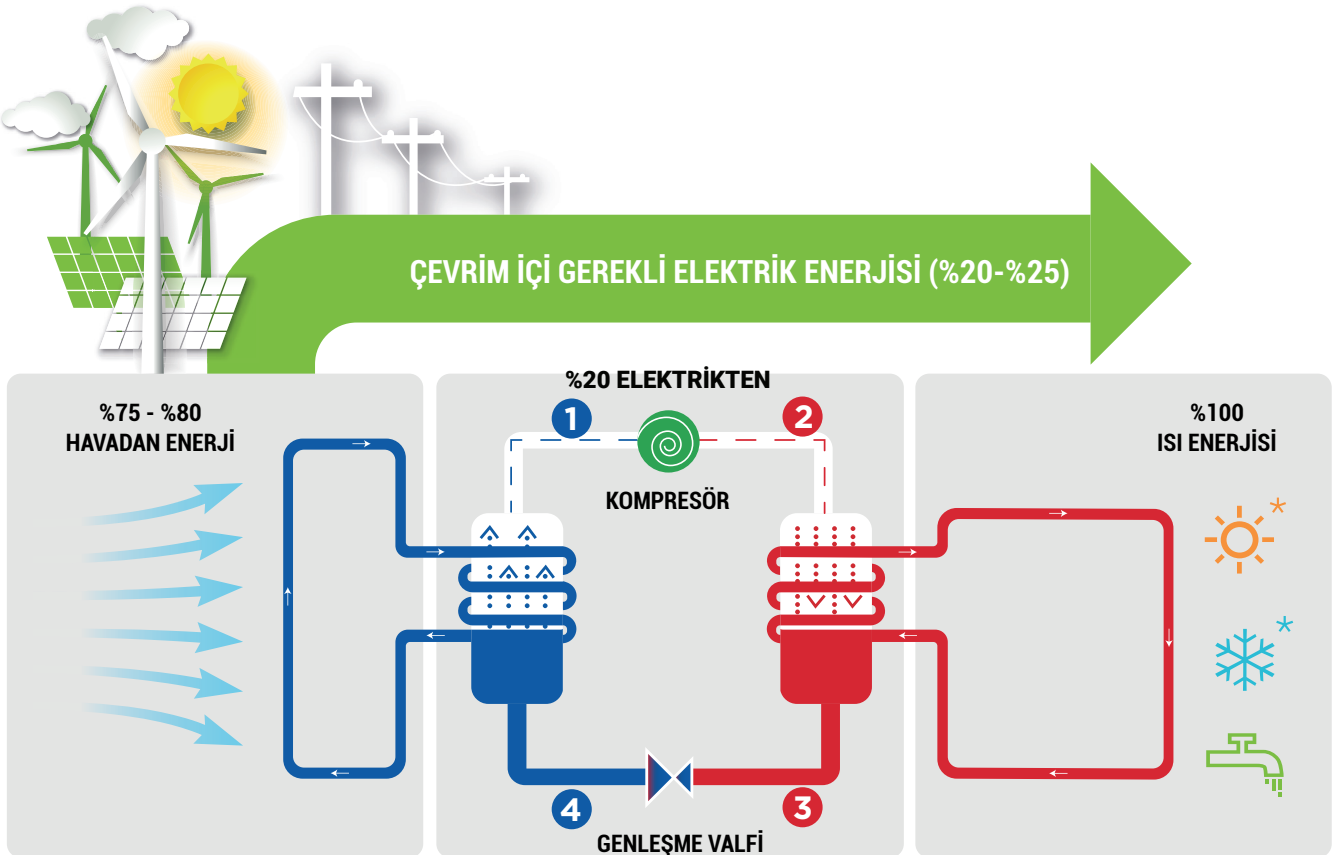 ÇEVRİM İÇİ GEREKLİ ELEKTRİK ENERJİSİ (%20-%25)
%75 - %80
HAVADAN ENERJİ
%20 ELEKTRİKTEN
1
2
KOMPRESÖR
4
3
GENLEŞME VALFİ
%100
ISI ENERJİSİ
*
*